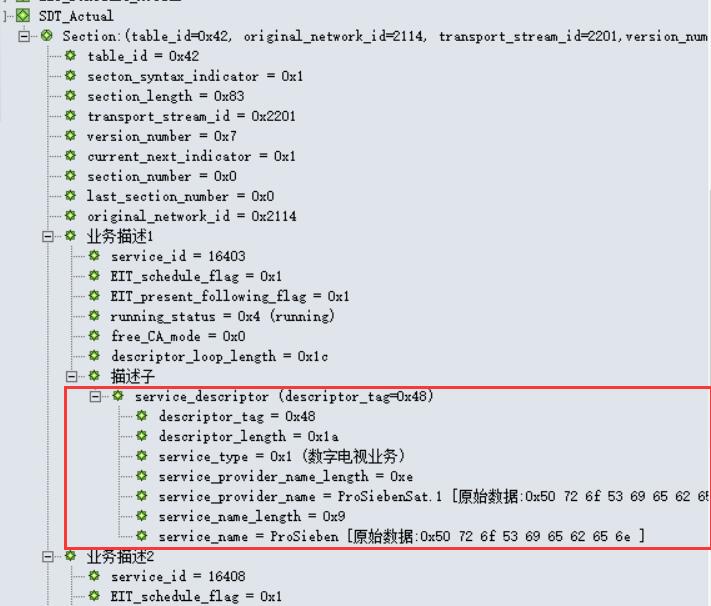 SDT_Actual
Section:(table_id=0x42, original_network_id=2114, transport_stream_id=2201,version_num
table_id = 0x42
secton_syntax_indicator = 0x1
section_length = 0x83
transport_stream_id = 0x2201
version_number = 0x7
current_next_indicator = 0x1
section_number = 0x0
last_section_number = 0x0
original_network_id = 0x2114
业务描述1
service_id = 16403
EIT_schedule_flag = 0x1
EIT_present_following_flag = 0x1
running_status = 0x4 (running)
free_CA_mode = 0x0
descriptor_loop_length = 0x1c
描述子
service_descriptor (descriptor_tag=0x48)
descriptor_tag = 0x48
descriptor_length = 0x1a
service_type = 0x1 (数字电视业务)
service_provider_name_length = 0xe
service_provider_name = ProSiebenSat.1 [原始数据:0x50 72 6f 53 69 65 62 65
service_name_length = 0x9
service_name = ProSieben [原始数据:0x50 72 6f 53 69 65 62 65 6e ]
业务描述2
service_id = 16408
EIT_schedule_flag = 0x1